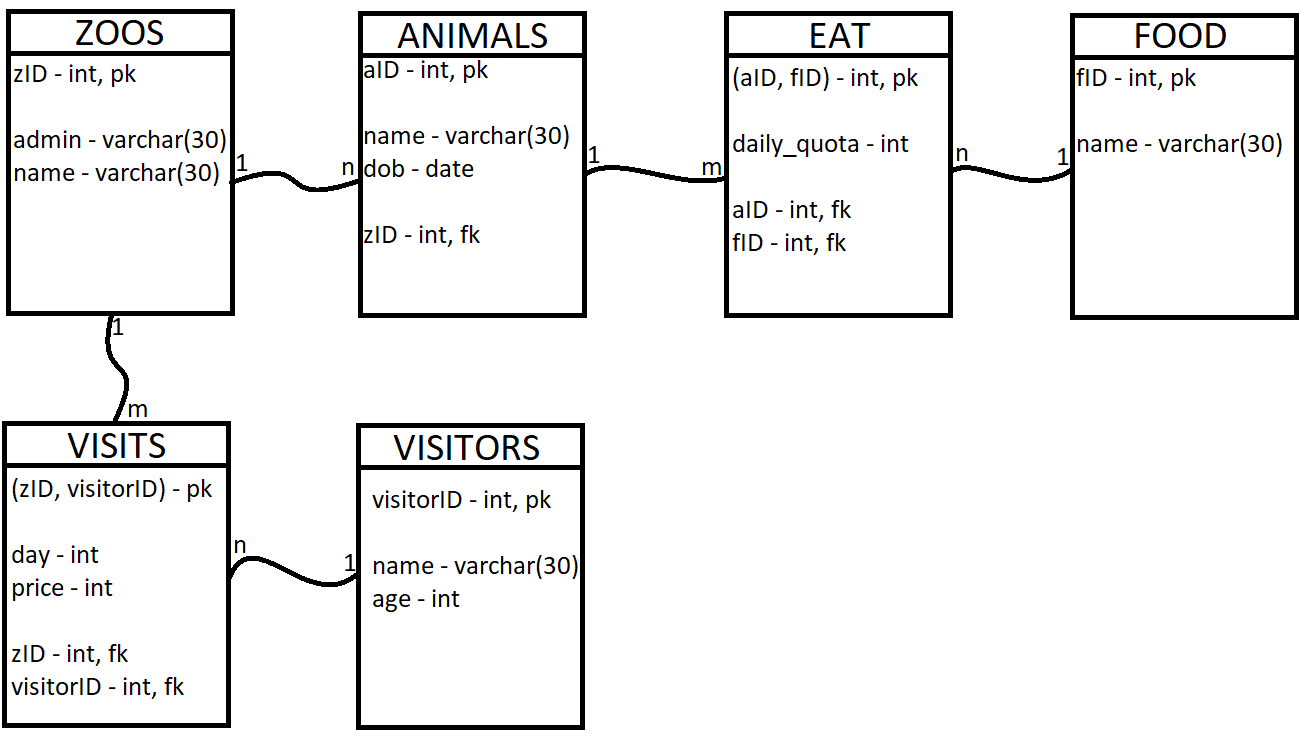 ZOOS
zID - int, pk
admin - varchar(30)
name - varchar(30)
1
n
ANIMALS
aID - int, pk
name - varchar(30)
dob - date
zID - int, fk
1
m
EAT
(aID, fID) - int, pk
daily_quota - int
aID - int, fk
fID - int, fk
n
1
FOOD
fID - int, pk
name - varchar(30)
1
m
VISITS
(zID, visitorID) - pk
day - int
price - int
zID - int, fk
visitorID - int, fk
n
1
VISITORS
visitorID - int, pk
name - varchar(30)
age - int